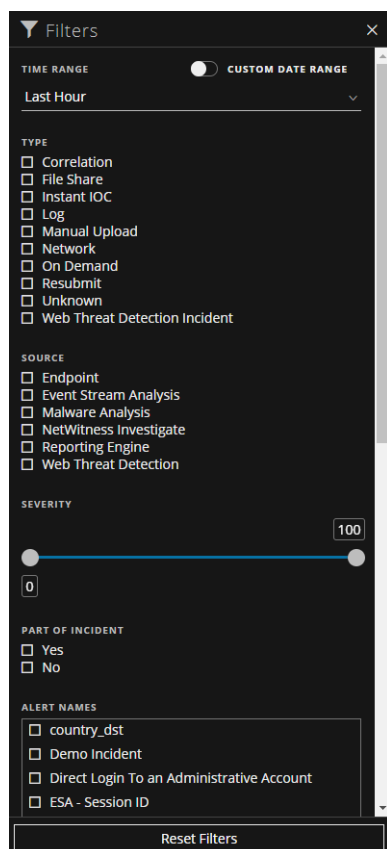 Filters
TIME RANGE
CUSTOM DATE RANGE
Last Hour
TYPE
Correlation
File Share
Instant IOC
Log
Manual Upload
Network
On Demand
Resubmit
Unknown
Web Threat Detection Incident
SOURCE
Endpoint
Event Stream Analysis
Malware Analysis
NetWitness Investigate
Reporting Engine
Web Threat Detection
SEVERITY
100
0
PART OF INCIDENT
Yes
No
ALERT NAMES
country_dst
Demo Incident
Direct Login To an Administrative Account
ESA - Session ID
Reset Filters